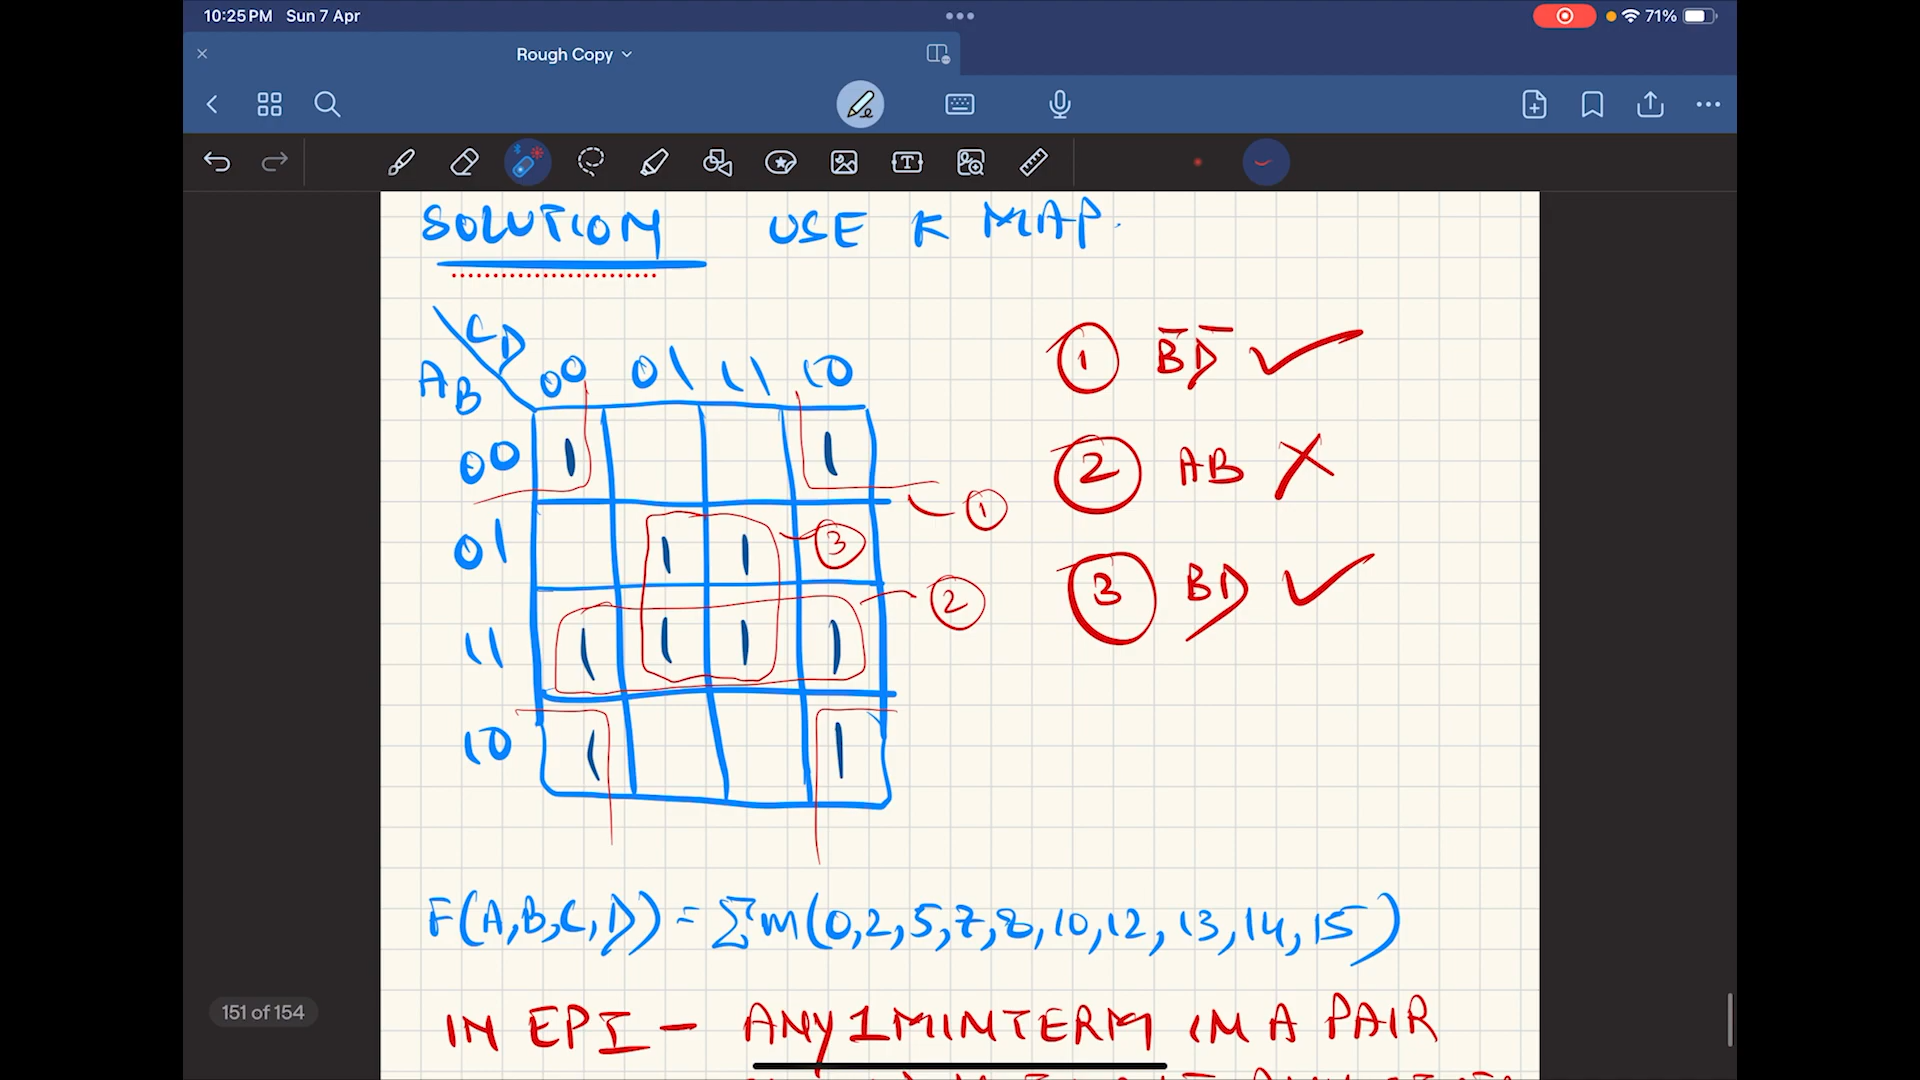 10:25 PM Sun 7 Apr
71%
Rough Copy
SOLUTION USE K MAP.
CD
AB 00 01 11 10
00 1 1
①
01 1 1 ③
②
11 1 1 1 1
10 1 1
① B̅D̅ ✓
② AB ✗
③ BD ✓
F(A,B,C,D) = Σm(0,2,5,7,8,10,12,13,14,15)
151 of 154
IN EPI – ANY 1 MINTERM IN A PAIR